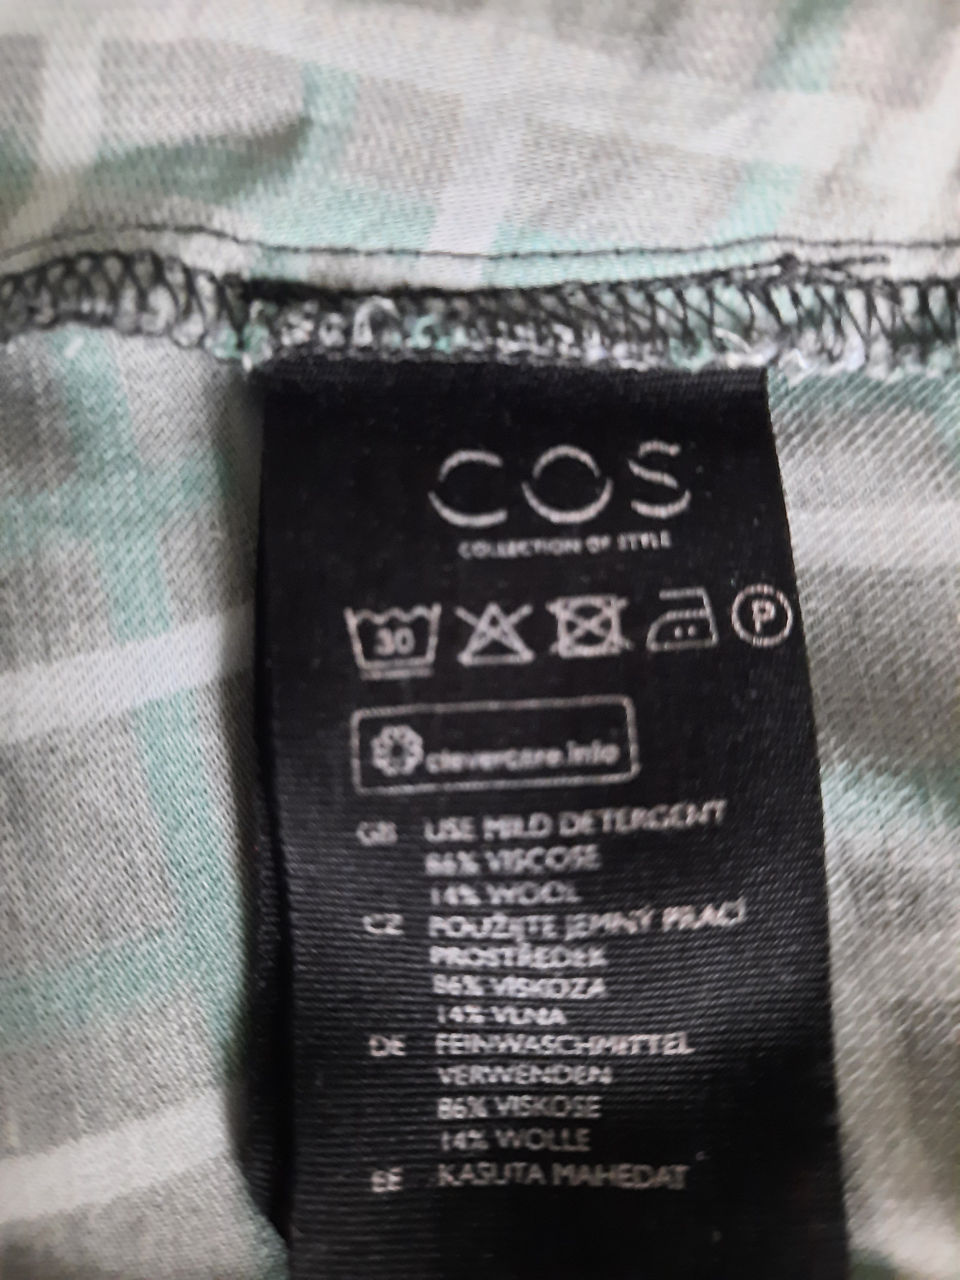 COS
COLLECTION OF STYLE
30 P
clevercare.info
GB USE MILD DETERGENT
86% VISCOSE
14% WOOL
CZ POUŽIJTE JEMNÝ PRACÍ
PROSTŘEDEK
86% VISKÓZA
14% VLNA
DE FEINWASCHMITTEL
VERWENDEN
86% VISKOSE
14% WOLLE
EE KASUTA MAHEDAT